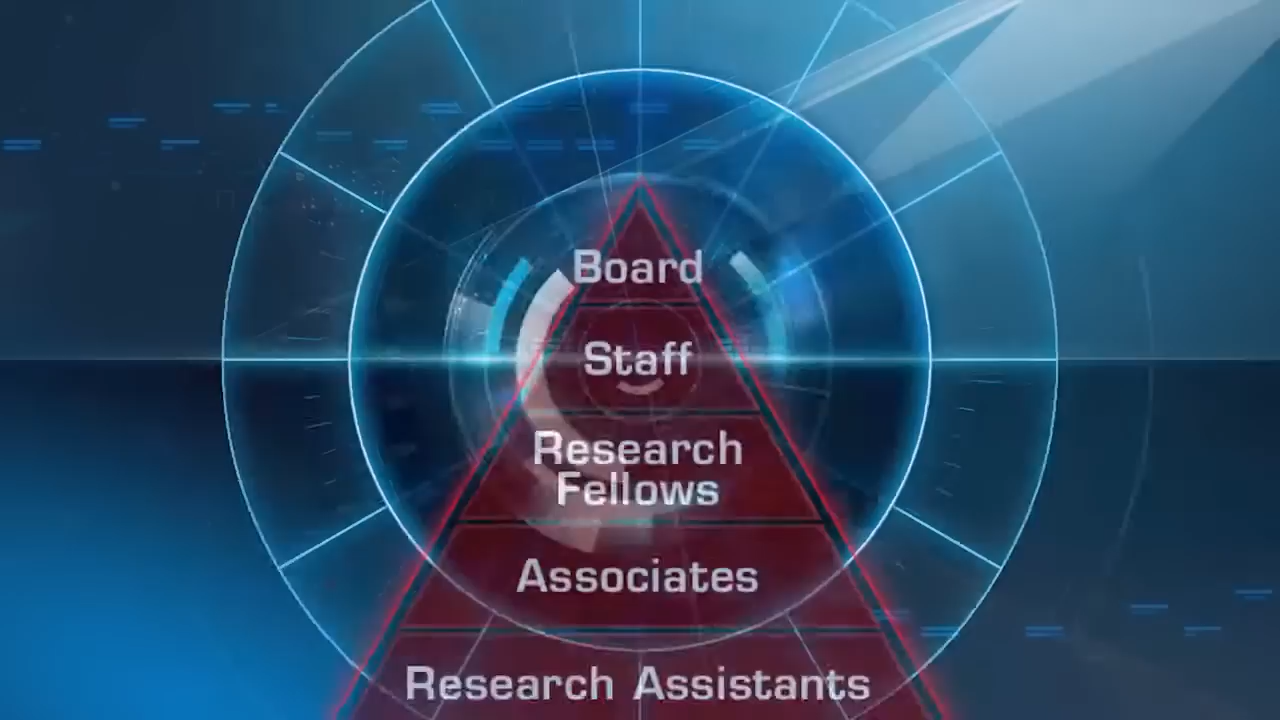 Board
Staff
Research
Fellows
Associates
Research Assistants